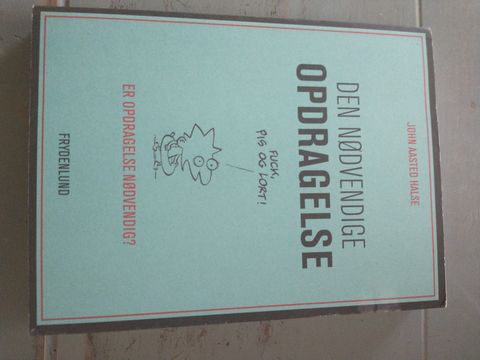 JOHN AASTED HALSE
DEN NØDVENDIGE
OPDRAGELSE
FUCK,
PIS OG LORT!
ER OPDRAGELSE NØDVENDIG?
FRYDENLUND